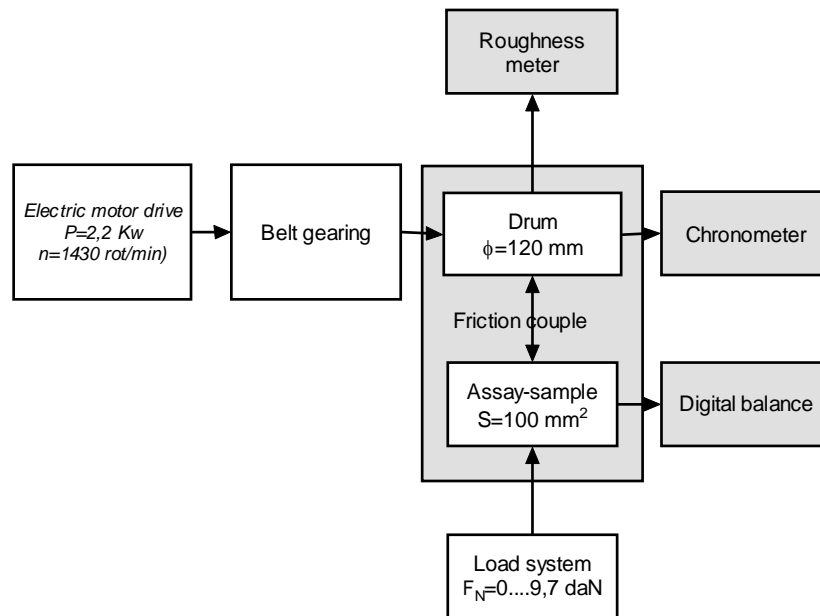 Roughness
meter
Electric motor drive
P=2,2 Kw
n=1430 rot/min)
Belt gearing
Drum
ϕ=120 mm
Chronometer
Friction couple
Assay-sample
S=100 mm²
Digital balance
Load system
F_N=0....9,7 daN